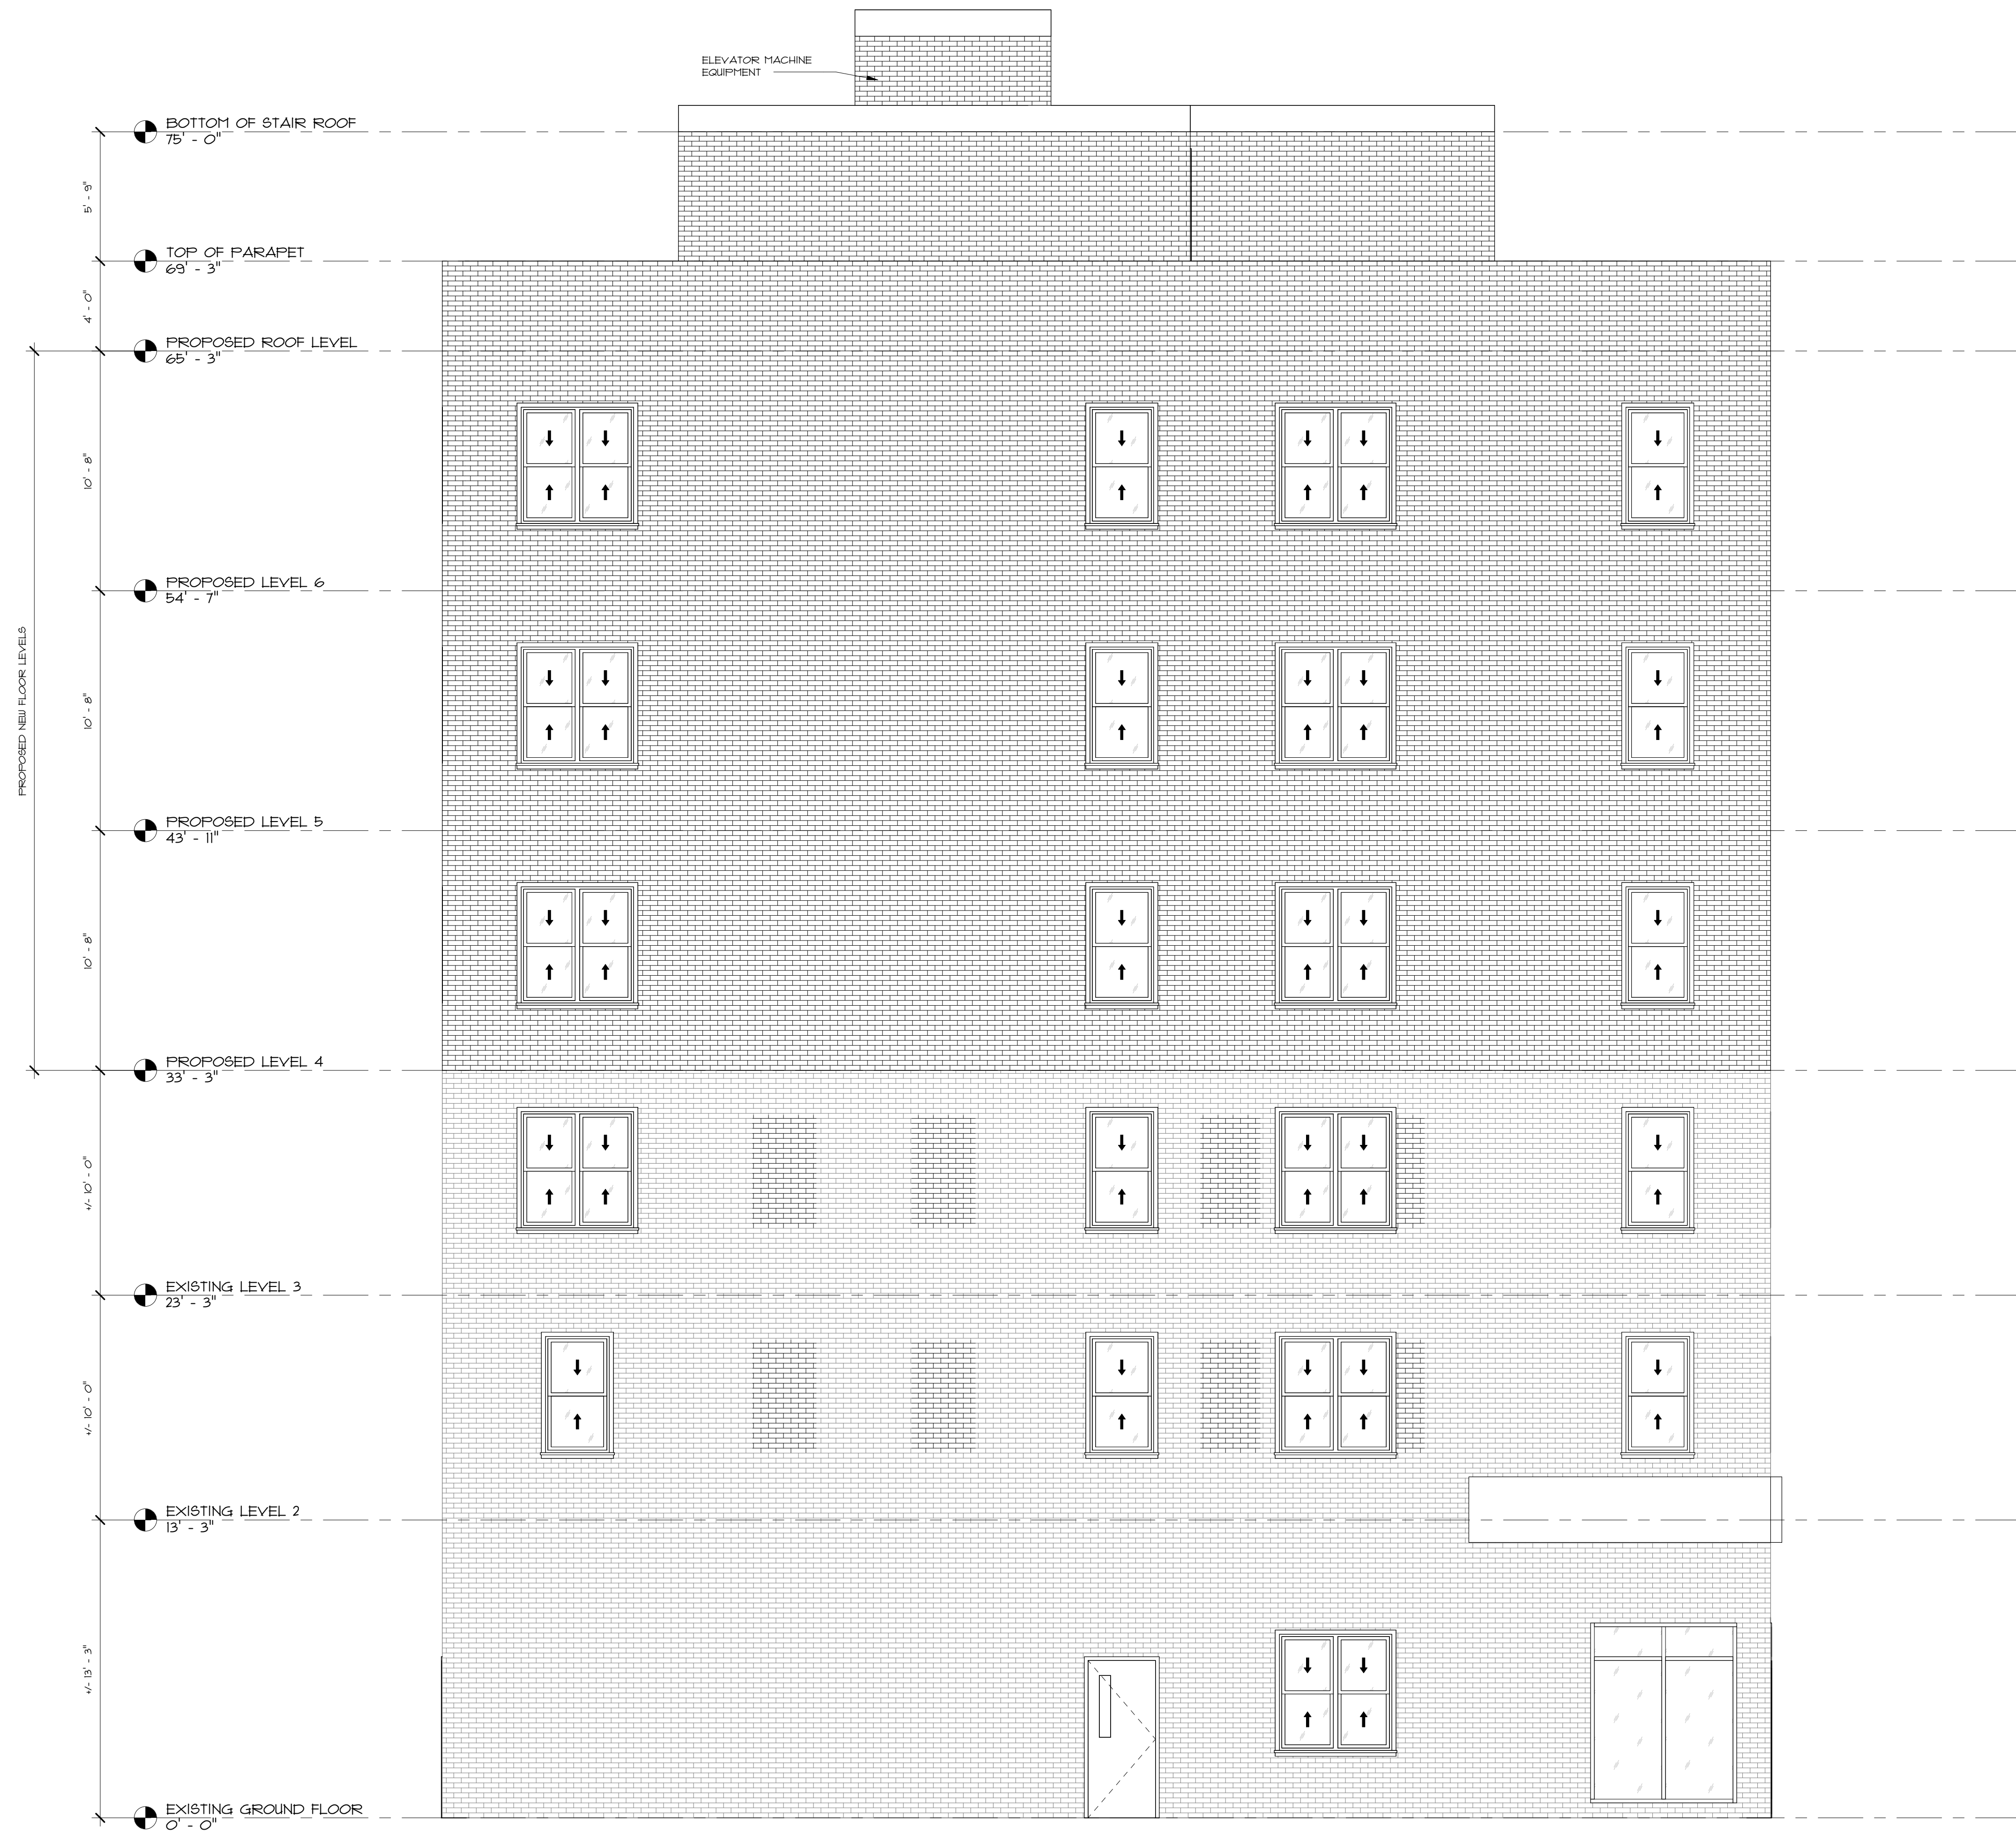 ELEVATOR MACHINE
EQUIPMENT
BOTTOM OF STAIR ROOF
75' - 0"
5' - 9"
TOP OF PARAPET
69' - 3"
4' - 0"
PROPOSED ROOF LEVEL
65' - 3"
10' - 8"
PROPOSED LEVEL 6
54' - 7"
PROPOSED NEW FLOOR LEVELS
10' - 8"
PROPOSED LEVEL 5
43' - 11"
10' - 8"
PROPOSED LEVEL 4
33' - 3"
+/- 10' - 0"
EXISTING LEVEL 3
23' - 3"
+/- 10' - 0"
EXISTING LEVEL 2
13' - 3"
+/- 13' - 3"
EXISTING GROUND FLOOR
0' - 0"